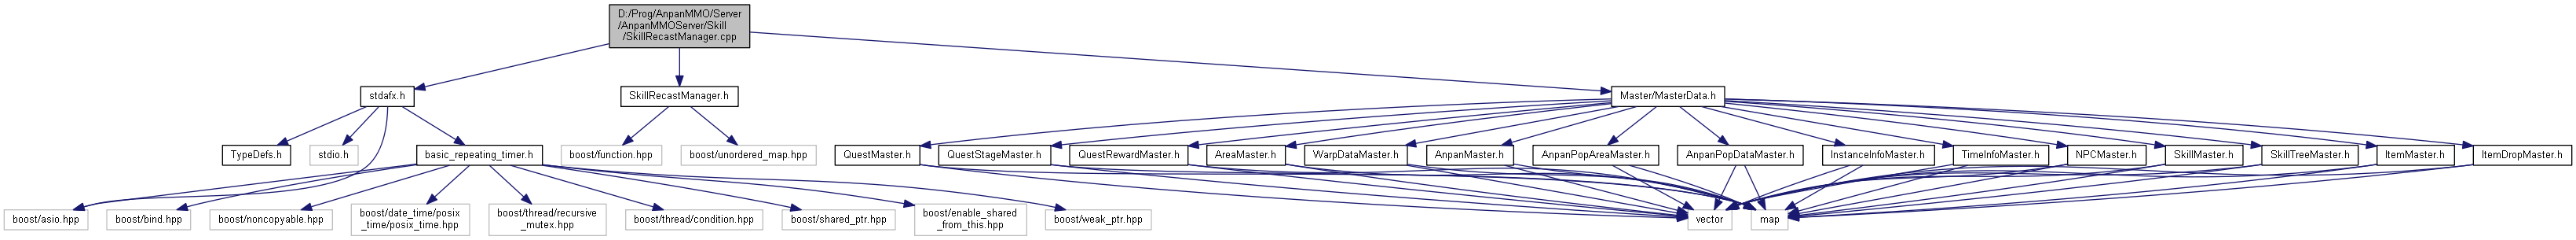 D:/Prog/AnpanMMO/Server
/AnpanMMOServer/Skill
/SkillRecastManager.cpp
stdafx.h
SkillRecastManager.h
Master/MasterData.h
TypeDefs.h
stdio.h
basic_repeating_timer.h
boost/function.hpp
boost/unordered_map.hpp
QuestMaster.h
QuestStageMaster.h
QuestRewardMaster.h
AreaMaster.h
WarpDataMaster.h
AnpanMaster.h
AnpanPopAreaMaster.h
AnpanPopDataMaster.h
InstanceInfoMaster.h
TimeInfoMaster.h
NPCMaster.h
SkillMaster.h
SkillTreeMaster.h
ItemMaster.h
ItemDropMaster.h
boost/asio.hpp
boost/bind.hpp
boost/noncopyable.hpp
boost/date_time/posix
_time/posix_time.hpp
boost/thread/recursive
_mutex.hpp
boost/thread/condition.hpp
boost/shared_ptr.hpp
boost/enable_shared
_from_this.hpp
boost/weak_ptr.hpp
vector
map